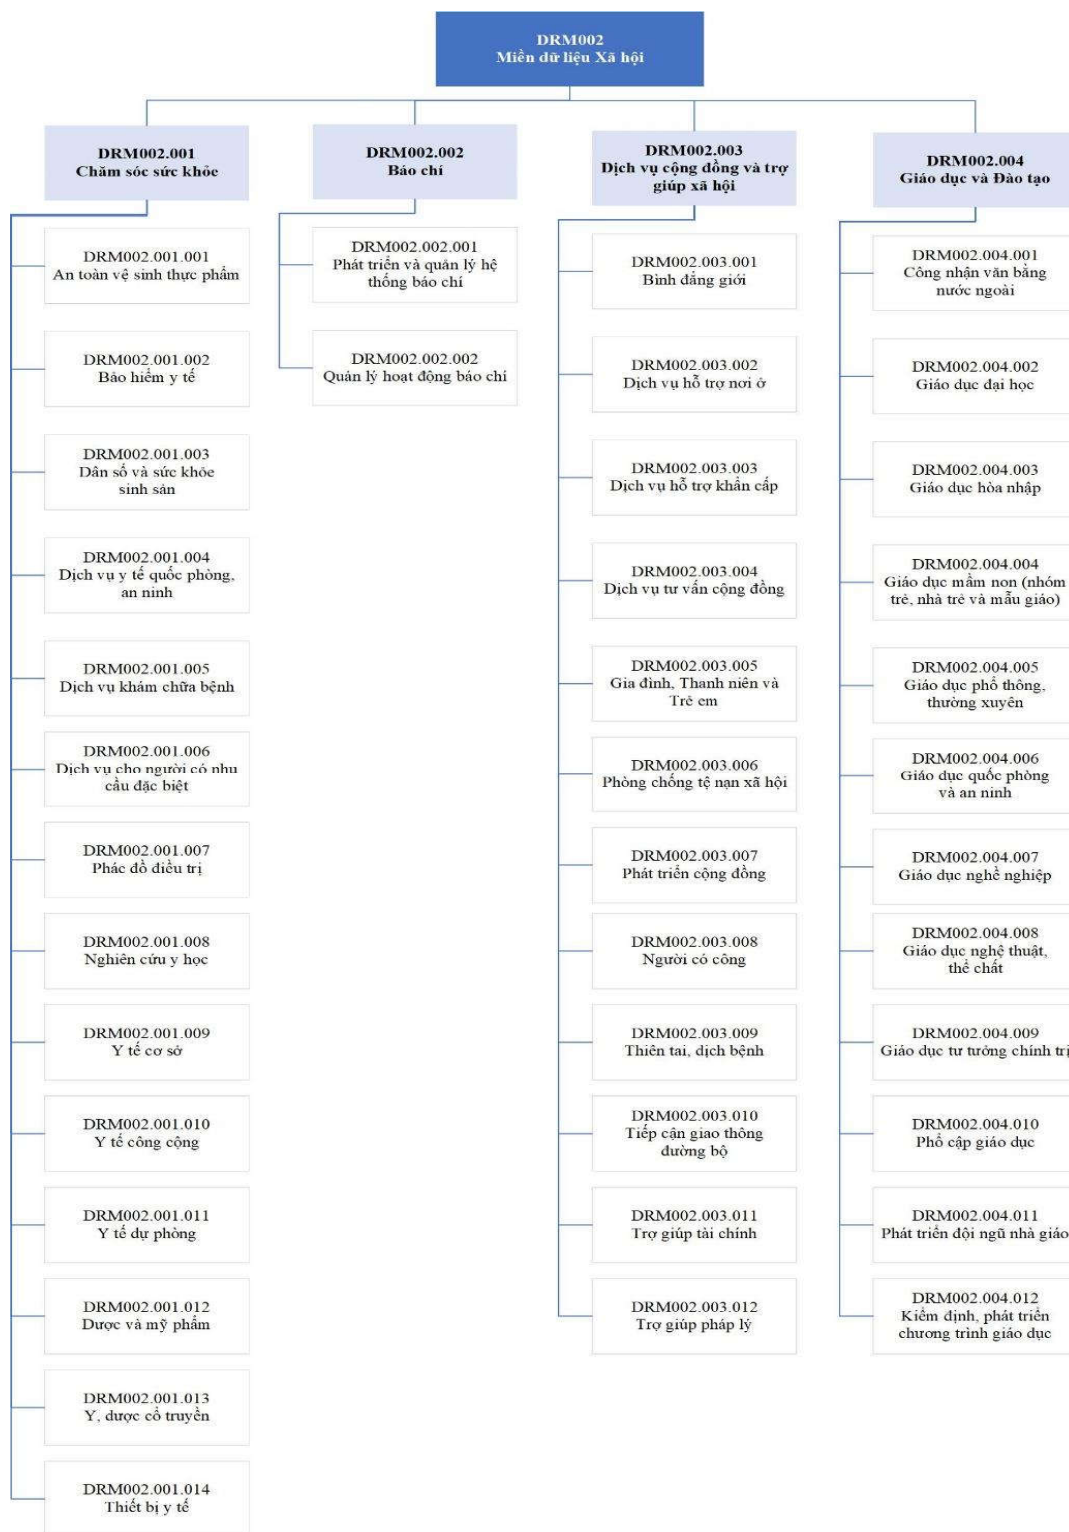 DRM002
Miền dữ liệu Xã hội
DRM002.001
Chăm sóc sức khỏe
DRM002.001.001
An toàn vệ sinh thực phẩm
DRM002.001.002
Bảo hiểm y tế
DRM002.001.003
Dân số và sức khỏe
sinh sản
DRM002.001.004
Dịch vụ y tế quốc phòng,
an ninh
DRM002.001.005
Dịch vụ khám chữa bệnh
DRM002.001.006
Dịch vụ cho người có nhu
cầu đặc biệt
DRM002.001.007
Phác đồ điều trị
DRM002.001.008
Nghiên cứu y học
DRM002.001.009
Y tế cơ sở
DRM002.001.010
Y tế công cộng
DRM002.001.011
Y tế dự phòng
DRM002.001.012
Dược và mỹ phẩm
DRM002.001.013
Y, dược cổ truyền
DRM002.001.014
Thiết bị y tế
DRM002.002
Báo chí
DRM002.002.001
Phát triển và quản lý hệ
thống báo chí
DRM002.002.002
Quản lý hoạt động báo chí
DRM002.003
Dịch vụ cộng đồng và trợ
giúp xã hội
DRM002.003.001
Bình đẳng giới
DRM002.003.002
Dịch vụ hỗ trợ nơi ở
DRM002.003.003
Dịch vụ hỗ trợ khẩn cấp
DRM002.003.004
Dịch vụ tư vấn cộng đồng
DRM002.003.005
Gia đình, Thanh niên và
Trẻ em
DRM002.003.006
Phòng chống tệ nạn xã hội
DRM002.003.007
Phát triển cộng đồng
DRM002.003.008
Người có công
DRM002.003.009
Thiên tai, dịch bệnh
DRM002.003.010
Tiếp cận giao thông
đường bộ
DRM002.003.011
Trợ giúp tài chính
DRM002.003.012
Trợ giúp pháp lý
DRM002.004
Giáo dục và Đào tạo
DRM002.004.001
Công nhận văn bằng
nước ngoài
DRM002.004.002
Giáo dục đại học
DRM002.004.003
Giáo dục hòa nhập
DRM002.004.004
Giáo dục mầm non (nhóm
trẻ, nhà trẻ và mẫu giáo)
DRM002.004.005
Giáo dục phổ thông,
thường xuyên
DRM002.004.006
Giáo dục quốc phòng
và an ninh
DRM002.004.007
Giáo dục nghề nghiệp
DRM002.004.008
Giáo dục nghệ thuật,
thể chất
DRM002.004.009
Giáo dục tư tưởng chính trị
DRM002.004.010
Phổ cập giáo dục
DRM002.004.011
Phát triển đội ngũ nhà giáo
DRM002.004.012
Kiểm định, phát triển
chương trình giáo dục